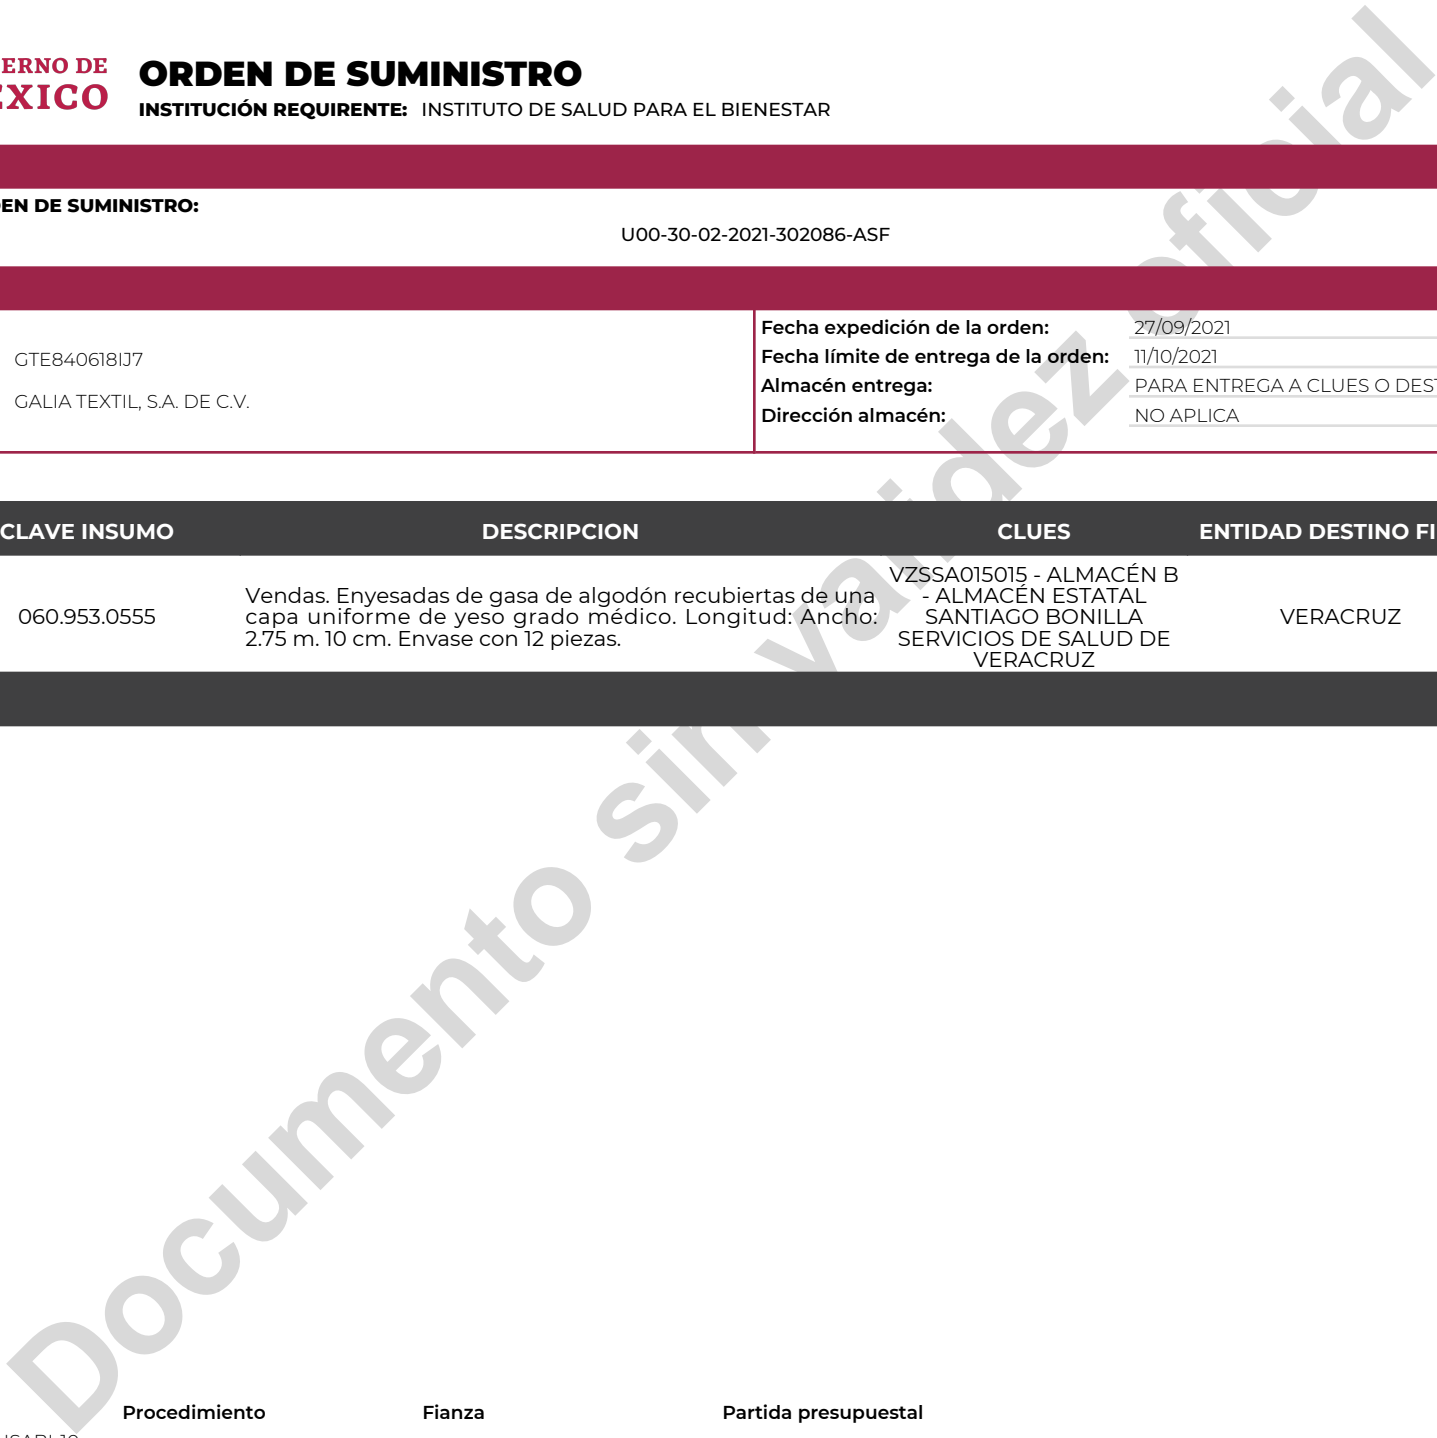 ERNO DE
EXICO
ORDEN DE SUMINISTRO
INSTITUCIÓN REQUIRENTE: INSTITUTO DE SALUD PARA EL BIENESTAR
EN DE SUMINISTRO:
U00-30-02-2021-302086-ASF
GTE840618IJ7
GALIA TEXTIL, S.A. DE C.V.
Fecha expedición de la orden: 27/09/2021
Fecha límite de entrega de la orden: 11/10/2021
Almacén entrega: PARA ENTREGA A CLUES O DEST
Dirección almacén: NO APLICA
CLAVE INSUMO DESCRIPCION CLUES ENTIDAD DESTINO FI
060.953.0555
Vendas. Enyesadas de gasa de algodón recubiertas de una
capa uniforme de yeso grado médico. Longitud: Ancho:
2.75 m. 10 cm. Envase con 12 piezas.
VZSSA015015 - ALMACÉN B
- ALMACÉN ESTATAL
SANTIAGO BONILLA
SERVICIOS DE SALUD DE
VERACRUZ
VERACRUZ
Documento sin validez oficial
Procedimiento Fianza Partida presupuestal